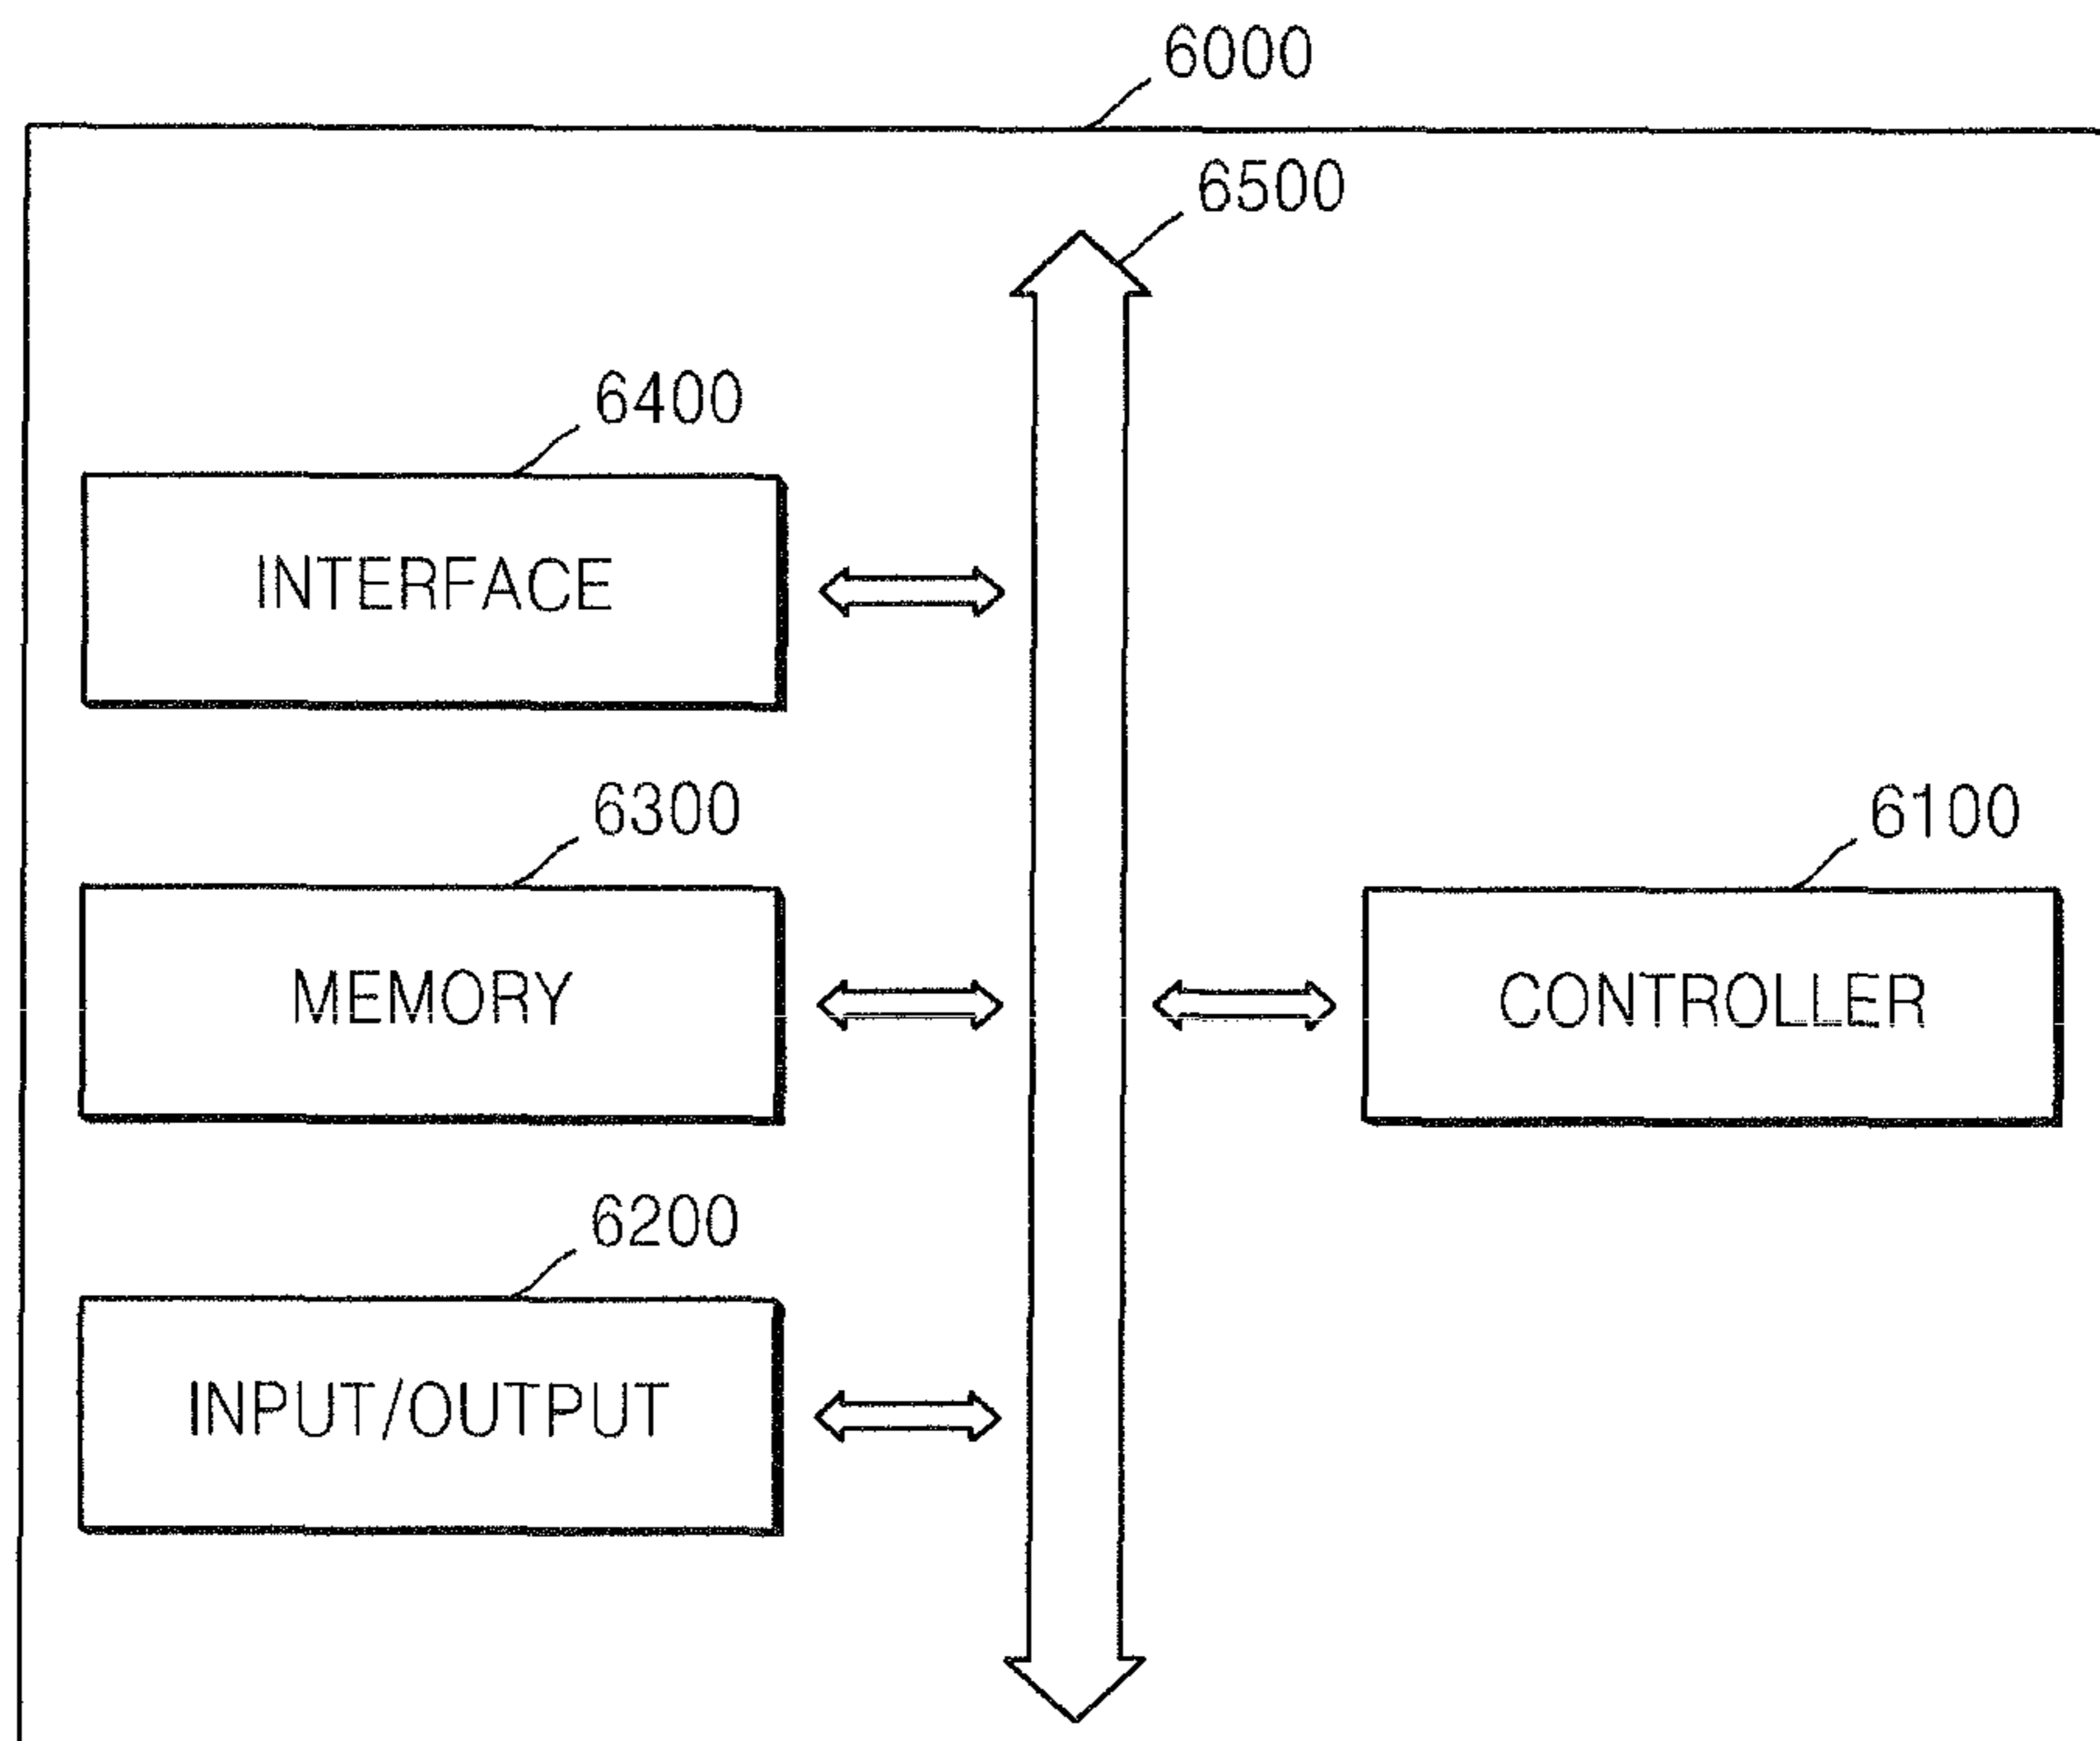 6000
6500
6400
INTERFACE
6300
MEMORY
6100
CONTROLLER
6200
INPUT/OUTPUT